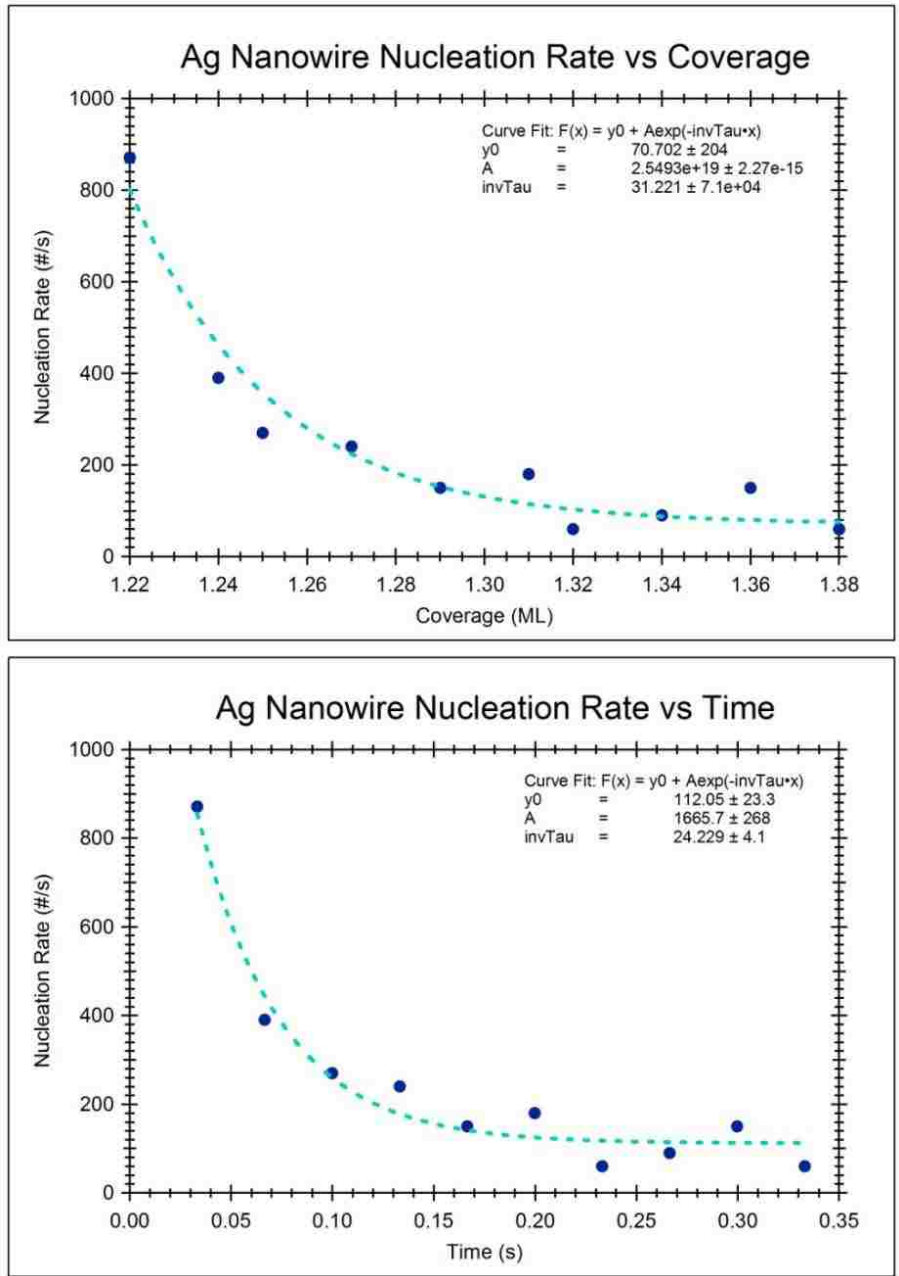 Ag Nanowire Nucleation Rate vs Coverage
1000
800
600
400
200
0
Nucleation Rate (#/s)
Curve Fit: F(x) = y0 + Aexp(-invTau•x)
y0 = 70.702 ± 204
A = 2.5493e+19 ± 2.27e-15
invTau = 31.221 ± 7.1e+04
1.22 1.24 1.26 1.28 1.30 1.32 1.34 1.36 1.38
Coverage (ML)
Ag Nanowire Nucleation Rate vs Time
1000
800
600
400
200
0
Nucleation Rate (#/s)
Curve Fit: F(x) = y0 + Aexp(-invTau•x)
y0 = 112.05 ± 23.3
A = 1665.7 ± 268
invTau = 24.229 ± 4.1
0.00 0.05 0.10 0.15 0.20 0.25 0.30 0.35
Time (s)